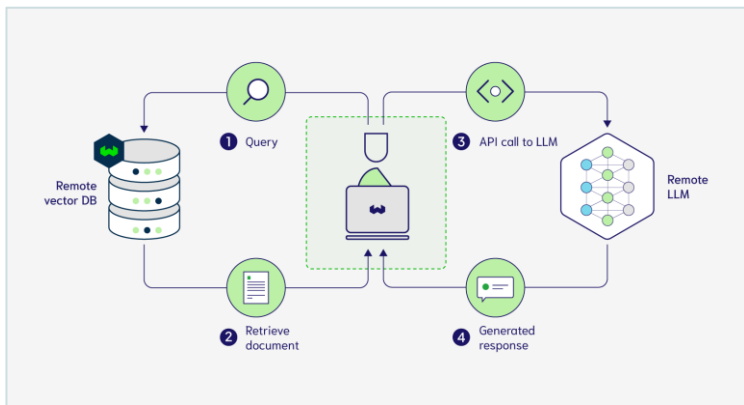 1 Query
3 API call to LLM
Remote
vector DB
Remote
LLM
2 Retrieve
document
4 Generated
response